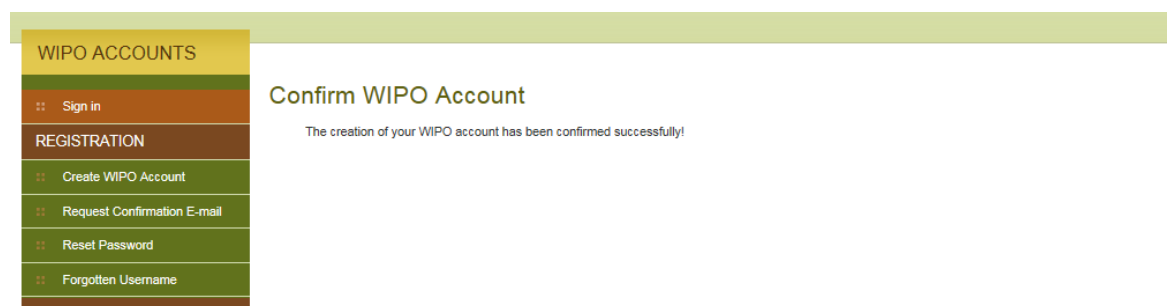 WIPO ACCOUNTS
Sign in
REGISTRATION
Create WIPO Account
Request Confirmation E-mail
Reset Password
Forgotten Username
Confirm WIPO Account
The creation of your WIPO account has been confirmed successfully!